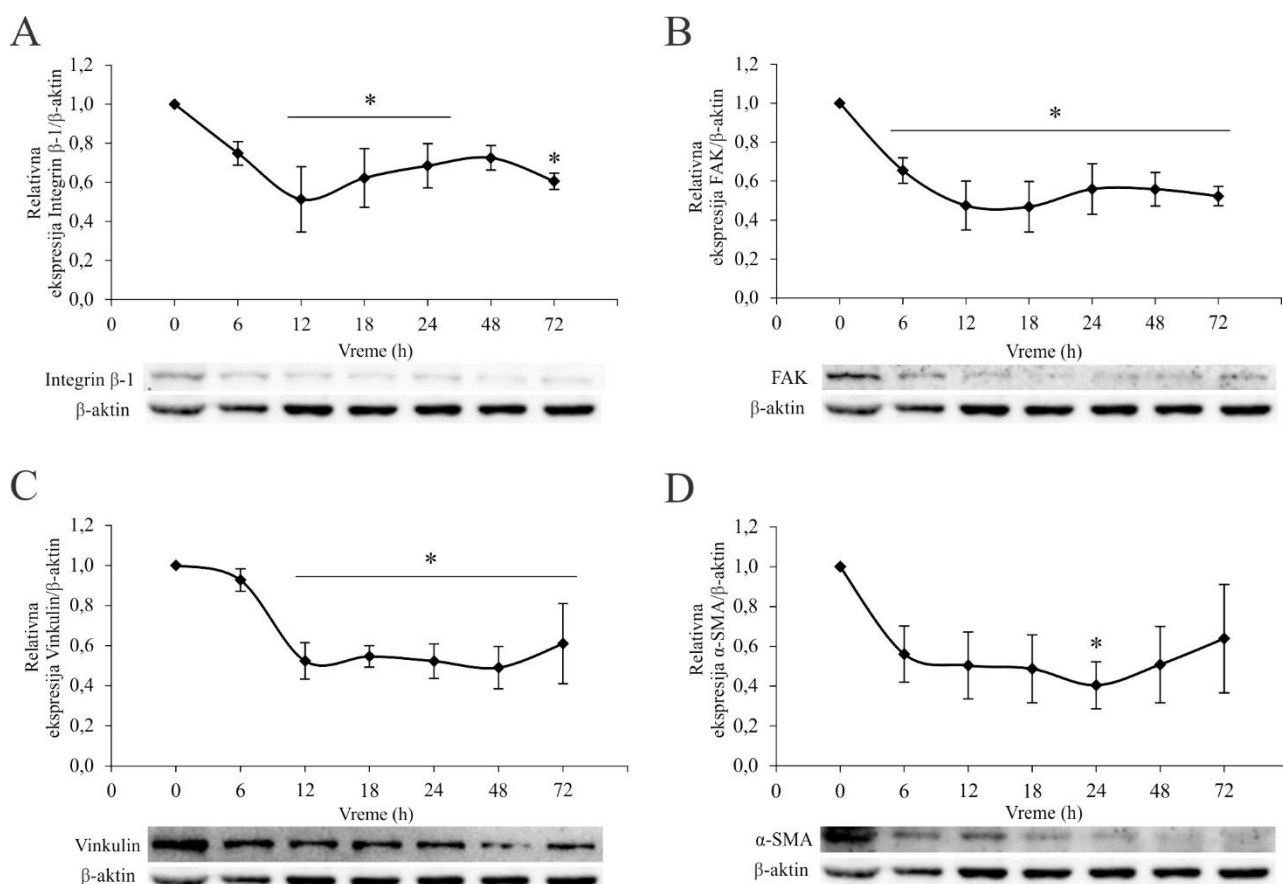 A
Relativna
ekspresija Integrin β-1/β-aktin
1,2
1,0
0,8
0,6
0,4
0,2
0,0
*
*
0 0 6 12 18 24 48 72
Vreme (h)
Integrin β-1
β-aktin
B
Relativna
ekspresija FAK/β-aktin
1,2
1,0
0,8
0,6
0,4
0,2
0,0
*
0 0 6 12 18 24 48 72
Vreme (h)
FAK
β-aktin
C
Relativna
ekspresija Vinkulin/β-aktin
1,2
1,0
0,8
0,6
0,4
0,2
0,0
*
0 0 6 12 18 24 48 72
Vreme (h)
Vinkulin
β-aktin
D
Relativna
ekspresija α-SMA/β-aktin
1,2
1,0
0,8
0,6
0,4
0,2
0,0
*
0 0 6 12 18 24 48 72
Vreme (h)
α-SMA
β-aktin